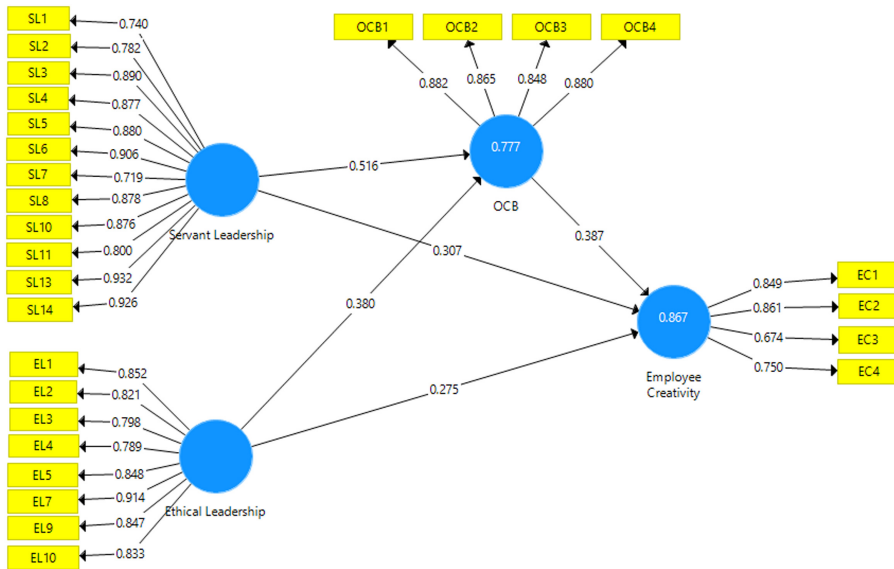 SL1
0.740
SL2
0.782
SL3
0.890
SL4
0.877
SL5
0.880
SL6
0.906
SL7
0.719
SL8
0.878
SL10
0.876
SL11
0.800
SL13
0.932
SL14
0.926
Servant Leadership
OCB1
OCB2
OCB3
OCB4
0.882
0.865
0.848
0.880
0.777
OCB
0.516
0.307
0.387
0.380
0.275
0.867
Employee
Creativity
0.849
EC1
0.861
EC2
0.674
EC3
0.750
EC4
EL1
0.852
EL2
0.821
EL3
0.798
EL4
0.789
EL5
0.848
EL7
0.914
EL9
0.847
EL10
0.833
Ethical Leadership